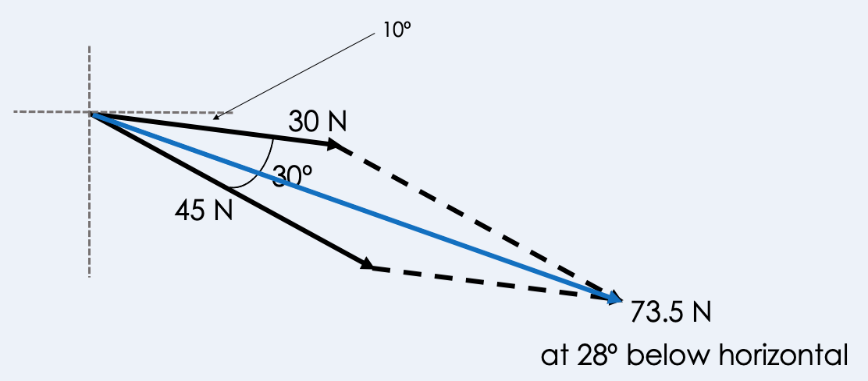 10º
30 N
30º
45 N
73.5 N
at 28º below horizontal